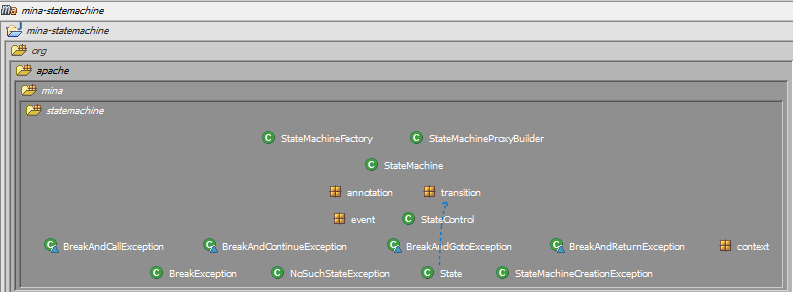 mina-statemachine
mina-statemachine
org
apache
mina
statemachine
StateMachineFactory StateMachineProxyBuilder
StateMachine
annotation transition
event StateControl
BreakAndCallException BreakAndContinueException BreakAndGotoException BreakAndReturnException context
BreakException NoSuchStateException State StateMachineCreationException